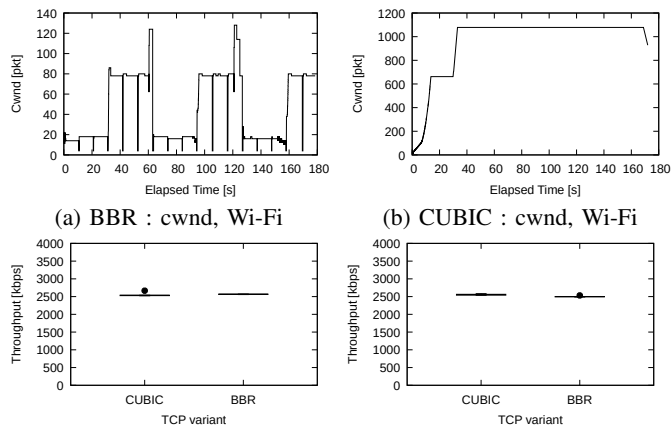 140
120
100
80
60
40
20
0
Cwnd [pkt]
0 20 40 60 80 100 120 140 160 180
Elapsed Time [s]
(a) BBR : cwnd, Wi-Fi
1200
1000
800
600
400
200
0
Cwnd [pkt]
0 20 40 60 80 100 120 140 160 180
Elapsed Time [s]
(b) CUBIC : cwnd, Wi-Fi
4000
3500
3000
2500
2000
1500
1000
500
0
Throughput [kbps]
CUBIC BBR
TCP variant
4000
3500
3000
2500
2000
1500
1000
500
0
Throughput [kbps]
CUBIC BBR
TCP variant